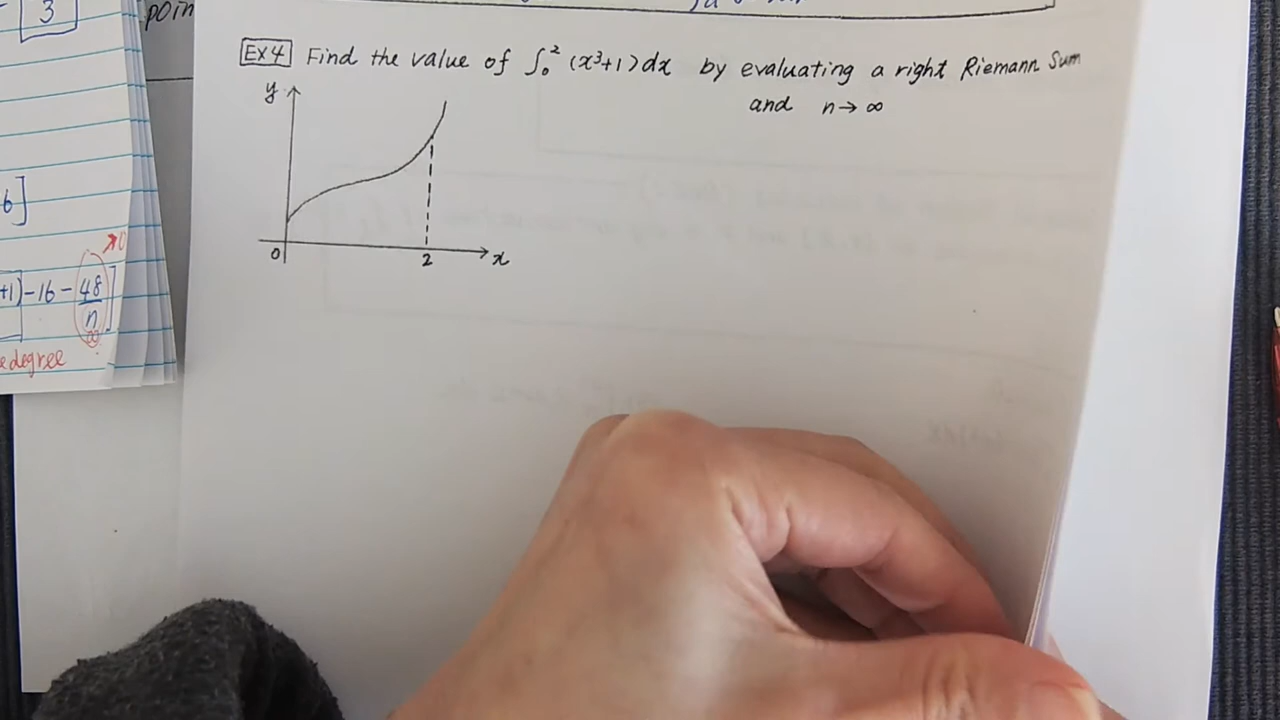 3
poin
EX4 Find the value of ∫₀² (x³+1)dx by evaluating a right Riemann Sum
and n→∞
y
0 2 x
6]
→0
+1)-16-48/n]
∞
e degree